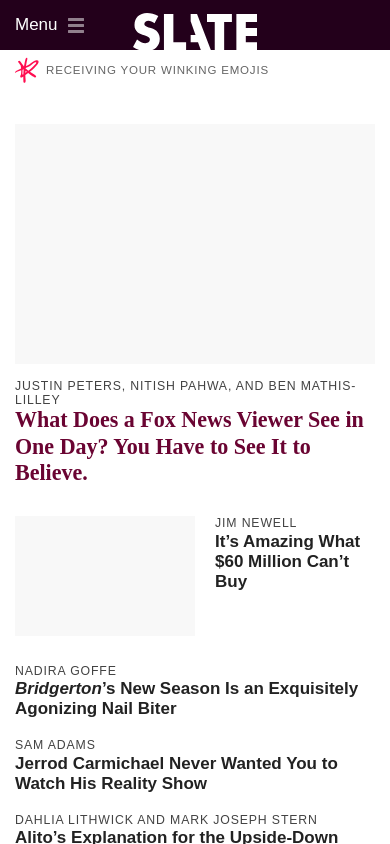 Menu
SLATE
RECEIVING YOUR WINKING EMOJIS
JUSTIN PETERS, NITISH PAHWA, AND BEN MATHIS-
LILLEY
What Does a Fox News Viewer See in
One Day? You Have to See It to
Believe.
JIM NEWELL
It’s Amazing What
$60 Million Can’t
Buy
NADIRA GOFFE
Bridgerton’s New Season Is an Exquisitely
Agonizing Nail Biter
SAM ADAMS
Jerrod Carmichael Never Wanted You to
Watch His Reality Show
DAHLIA LITHWICK AND MARK JOSEPH STERN
Alito’s Explanation for the Upside-Down